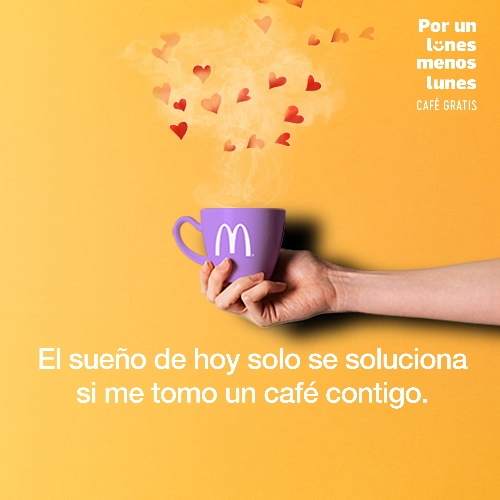 Por un
lunes
menos
lunes
CAFÉ GRATIS
El sueño de hoy solo se soluciona
si me tomo un café contigo.